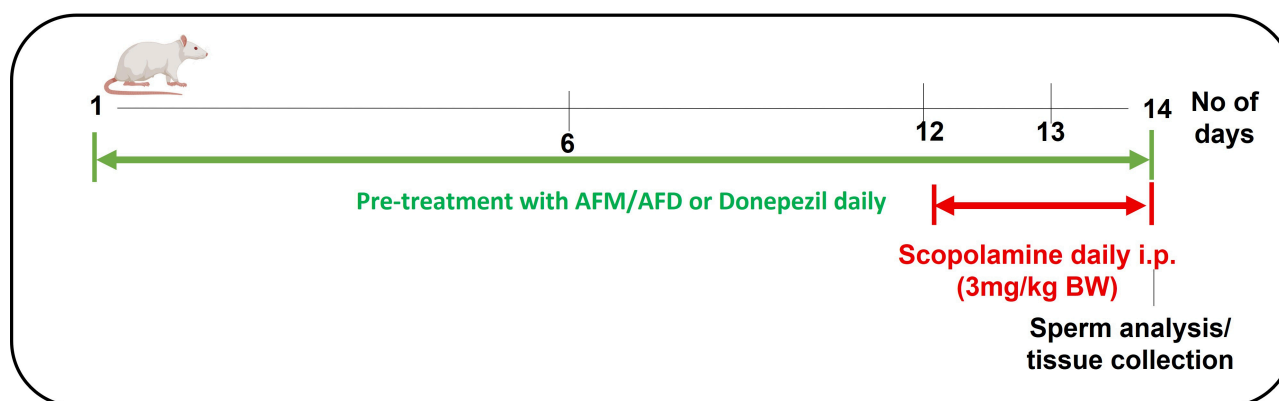 1
6
12
13
14
No of
days
Pre-treatment with AFM/AFD or Donepezil daily
Scopolamine daily i.p.
(3mg/kg BW)
Sperm analysis/
tissue collection